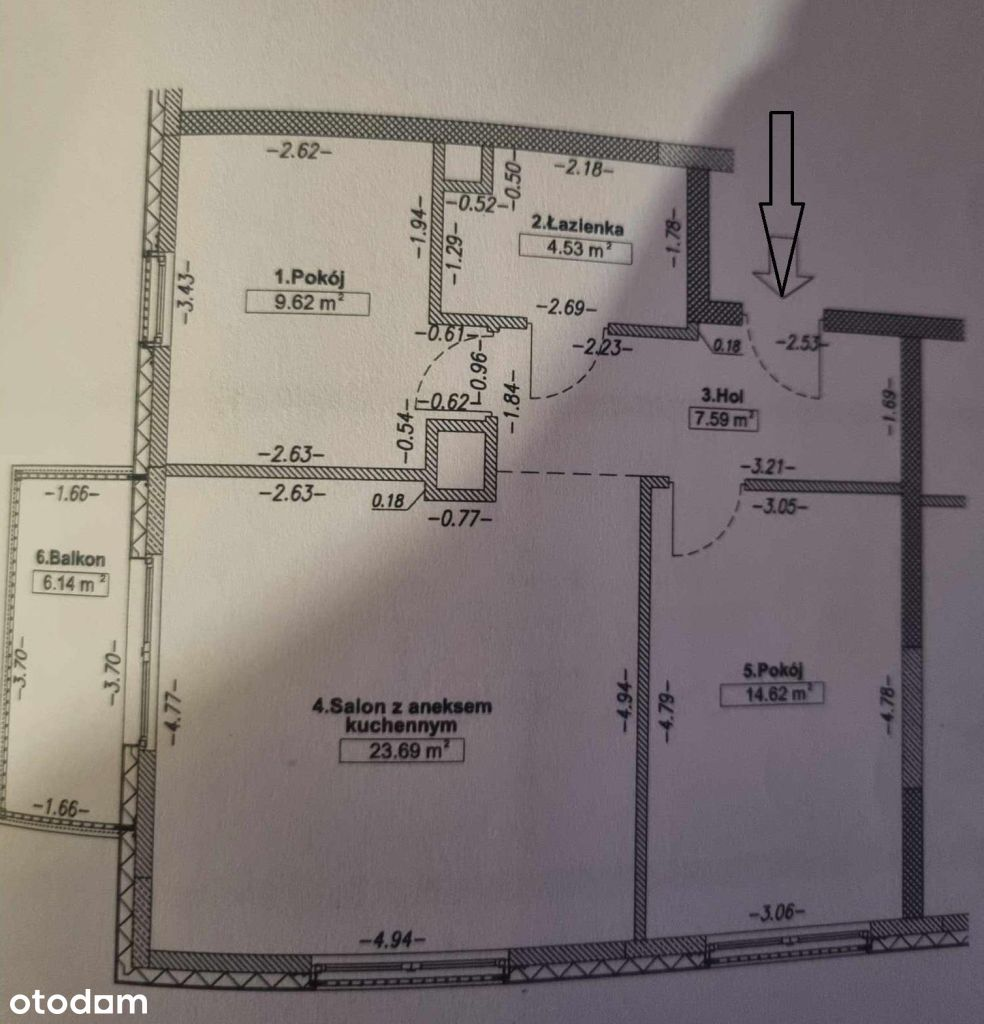 -2.62-
-0.50-
-2.18-
-0.52-
-1.94-
-1.29-
2.Łazienka
4.53 m²
-1.78-
1.Pokój
9.62 m²
-3.43-
-2.69-
-0.61-
-2.23-
0.18
-2.53-
-0.96-
-0.62-
-1.84-
3.Hol
7.59 m²
-1.69-
-0.54-
-2.63-
-3.21-
-2.63-
0.18
-0.77-
-3.05-
-1.66-
6.Balkon
6.14 m²
-3.70-
-3.70-
-4.77-
4.Salon z aneksem
kuchennym
23.69 m²
-4.94-
-4.79-
5.Pokój
14.62 m²
-4.78-
-1.66-
-4.94-
-3.06-
otodom